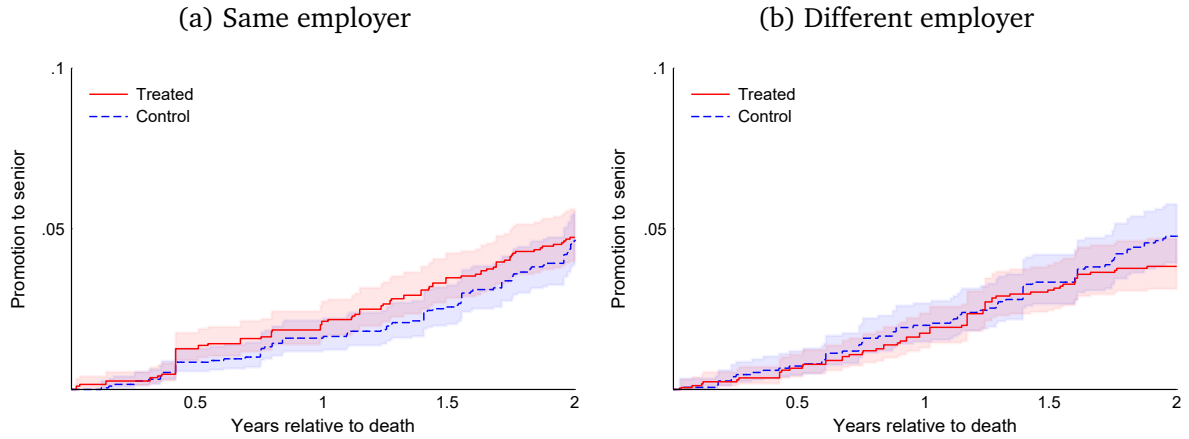 (a) Same employer
.1
Treated
Control
Promotion to senior
.05
0.5
1
1.5
2
Years relative to death
(b) Different employer
.1
Treated
Control
Promotion to senior
.05
0.5
1
1.5
2
Years relative to death